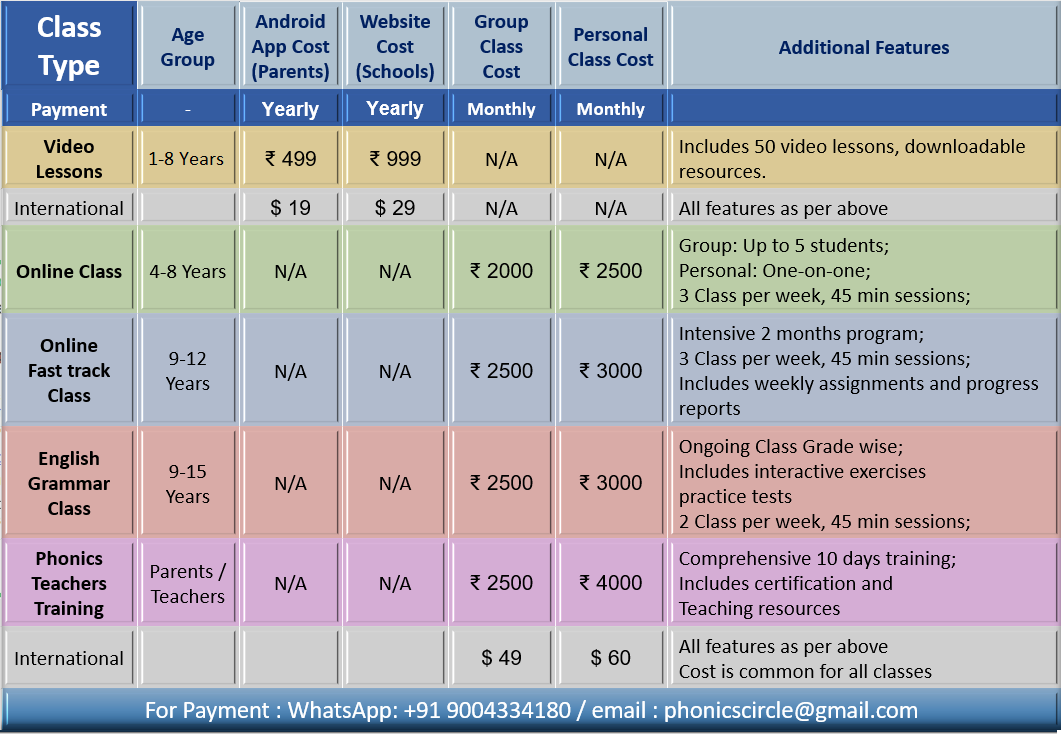 Class Type
Age Group
Android App Cost (Parents)
Website Cost (Schools)
Group Class Cost
Personal Class Cost
Additional Features
Payment
-
Yearly
Yearly
Monthly
Monthly
Video Lessons
1-8 Years
₹ 499
₹ 999
N/A
N/A
Includes 50 video lessons, downloadable
resources.
International
$ 19
$ 29
N/A
N/A
All features as per above
Online Class
4-8 Years
N/A
N/A
₹ 2000
₹ 2500
Group: Up to 5 students;
Personal: One-on-one;
3 Class per week, 45 min sessions;
Online
Fast track
Class
9-12
Years
N/A
N/A
₹ 2500
₹ 3000
Intensive 2 months program;
3 Class per week, 45 min sessions;
Includes weekly assignments and progress
reports
English
Grammar
Class
9-15
Years
N/A
N/A
₹ 2500
₹ 3000
Ongoing Class Grade wise;
Includes interactive exercises
practice tests
2 Class per week, 45 min sessions;
Phonics
Teachers
Training
Parents /
Teachers
N/A
N/A
₹ 2500
₹ 4000
Comprehensive 10 days training;
Includes certification and
Teaching resources
International
$ 49
$ 60
All features as per above
Cost is common for all classes
For Payment : WhatsApp: +91 9004334180 / email : phonicscircle@gmail.com